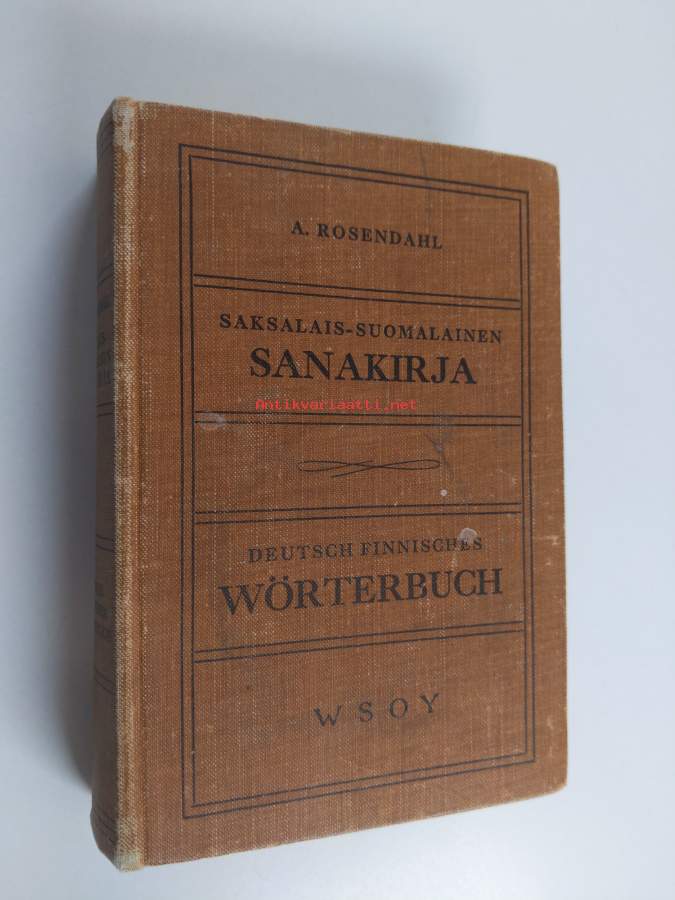 A. ROSENDAHL
SAKSALAIS-SUOMALAINEN
SANAKIRJA
Antikvariaatti.net
DEUTSCH FINNISCHES
WÖRTERBUCH
WSOY